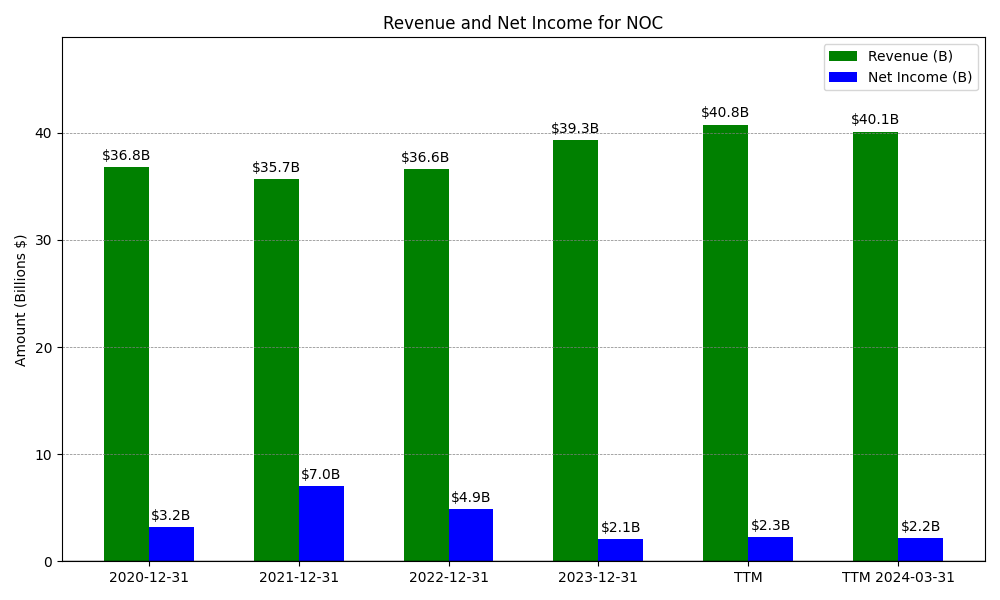 Revenue and Net Income for NOC
Revenue (B)
Net Income (B)
Amount (Billions $)
40
30
20
10
0
$36.8B
$35.7B
$36.6B
$39.3B
$40.8B
$40.1B
$3.2B
$7.0B
$4.9B
$2.1B
$2.3B
$2.2B
2020-12-31
2021-12-31
2022-12-31
2023-12-31
TTM
TTM 2024-03-31